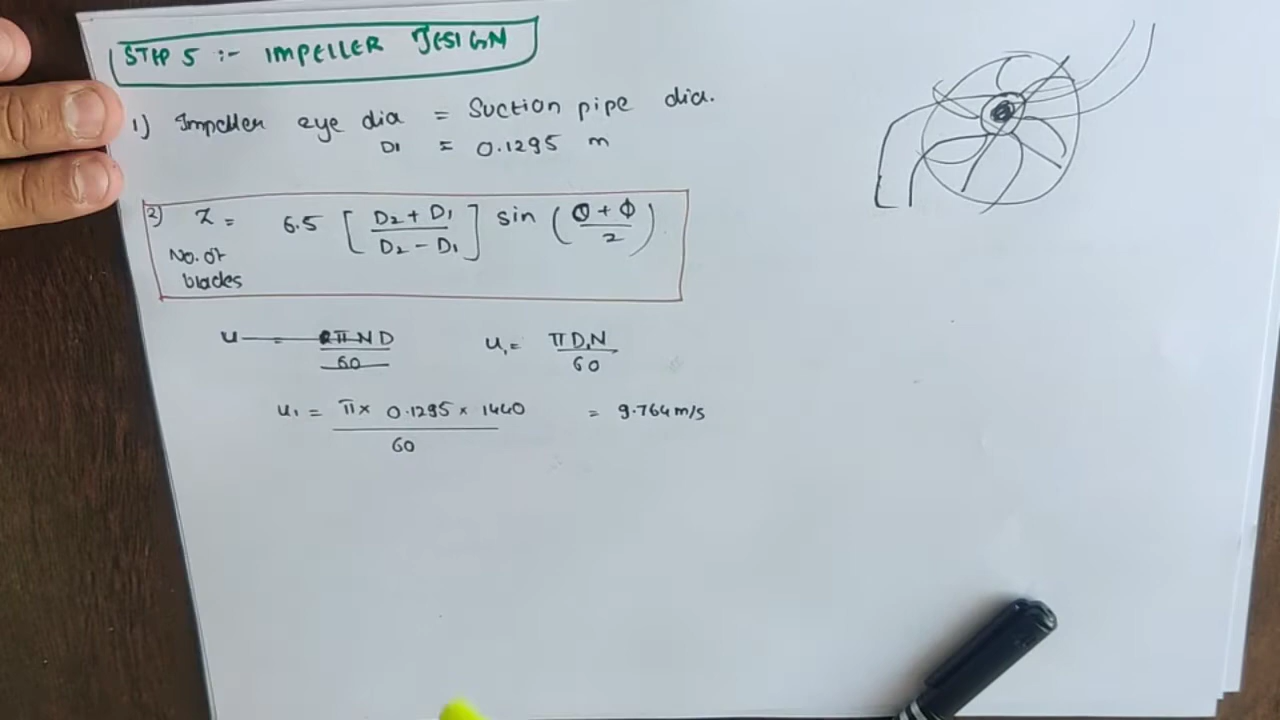 STEP 5 :- IMPELLER DESIGN
1) Impeller eye dia = Suction pipe dia.
D1 = 0.1295 m
2) Z = 6.5 [ D2 + D1 / D2 - D1 ] sin ( θ + φ / 2 )
No. of
blades
u = 2πND / 60
u1 = πD1N / 60
u1 = π × 0.1295 × 1440 / 60 = 9.764 m/s